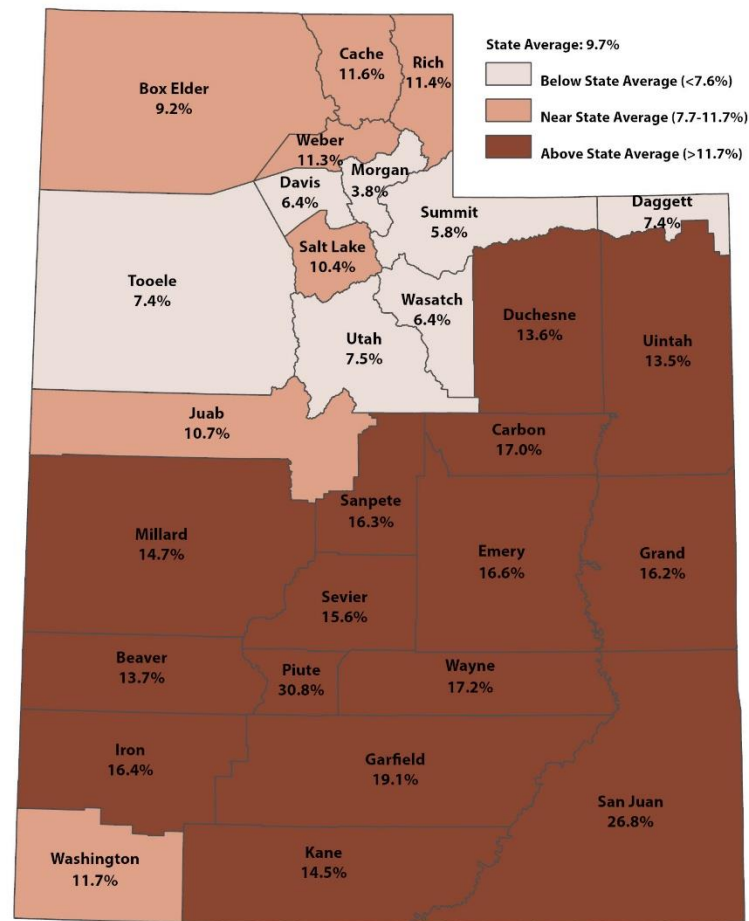 State Average: 9.7%
Below State Average (<7.6%)
Near State Average (7.7-11.7%)
Above State Average (>11.7%)
Cache
11.6%
Rich
11.4%
Box Elder
9.2%
Weber
11.3%
Morgan
3.8%
Davis
6.4%
Summit
5.8%
Daggett
7.4%
Salt Lake
10.4%
Tooele
7.4%
Wasatch
6.4%
Duchesne
13.6%
Uintah
13.5%
Utah
7.5%
Juab
10.7%
Carbon
17.0%
Sanpete
16.3%
Millard
14.7%
Emery
16.6%
Grand
16.2%
Sevier
15.6%
Beaver
13.7%
Piute
30.8%
Wayne
17.2%
Iron
16.4%
Garfield
19.1%
San Juan
26.8%
Washington
11.7%
Kane
14.5%